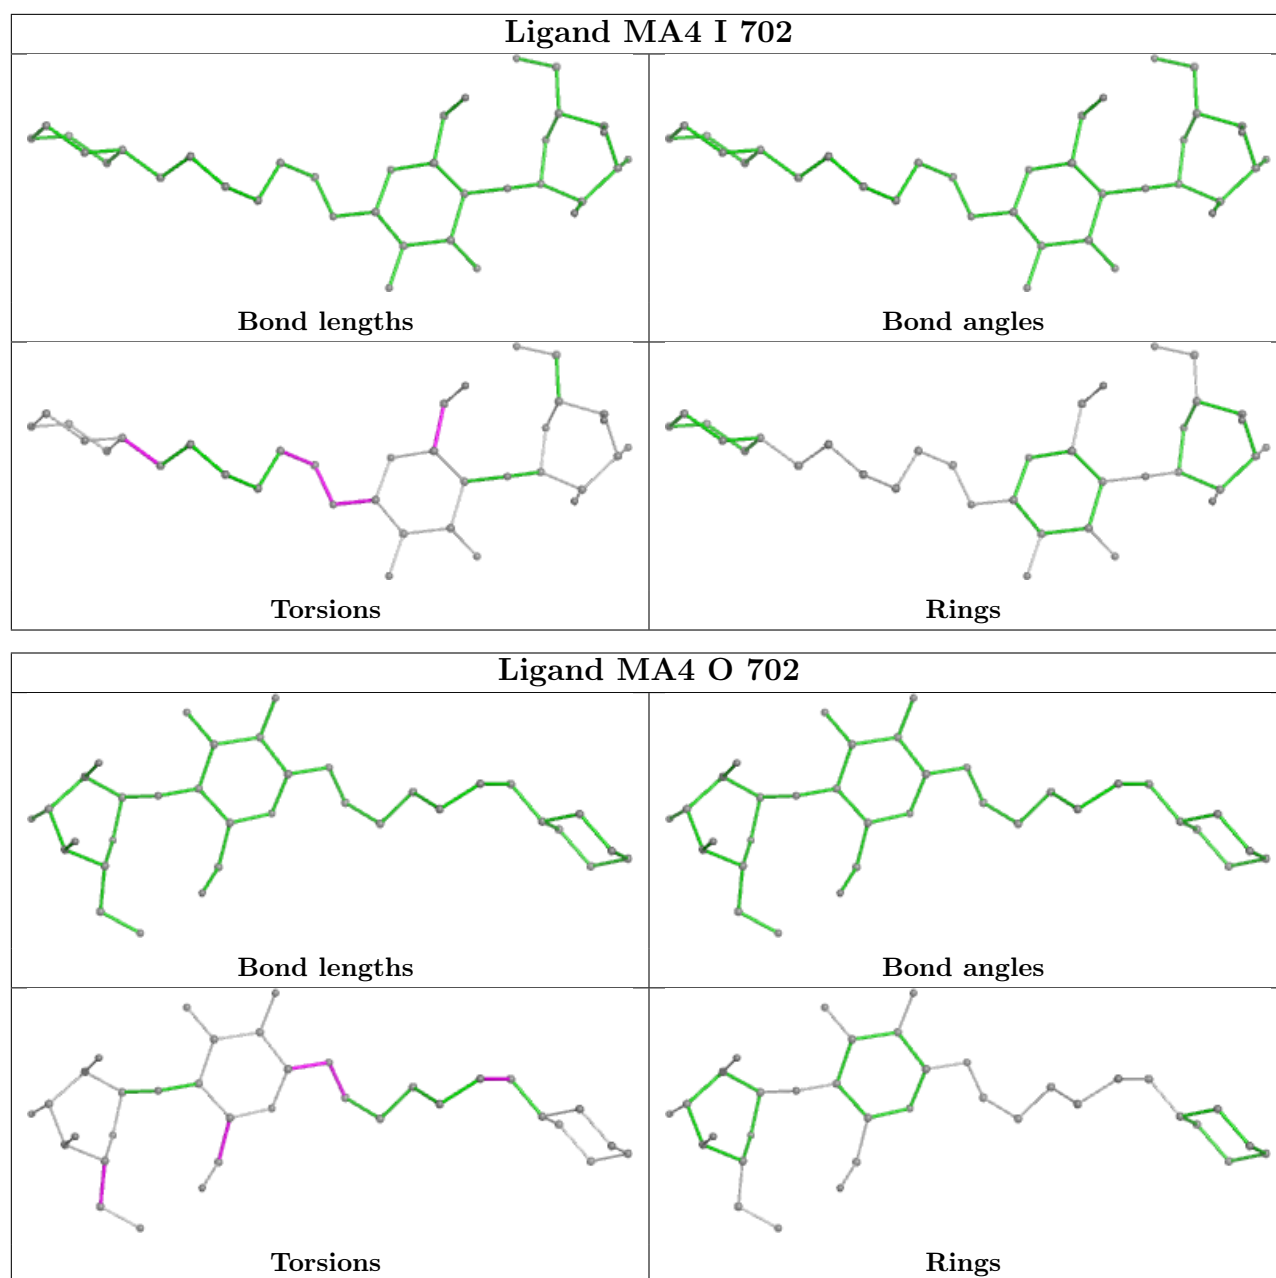 Ligand MA4 I 702
Bond lengths
Bond angles
Torsions
Rings
Ligand MA4 O 702
Bond lengths
Bond angles
Torsions
Rings